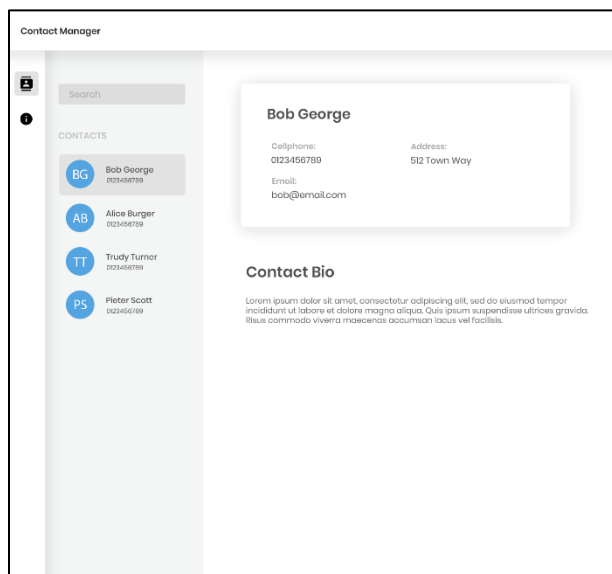 Contact Manager
Search
CONTACTS
BG
Bob George
0123456789
AB
Alice Burger
0123456789
TT
Trudy Turner
0123456789
PS
Pieter Scott
0123456789
Bob George
Cellphone:
0123456789
Address:
512 Town Way
Email:
bob@email.com
Contact Bio
Lorem ipsum dolor sit amet, consectetur adipiscing elit, sed do eiusmod tempor
incididunt ut labore et dolore magna aliqua. Quis ipsum suspendisse ultrices gravida.
Risus commodo viverra maecenas accumsan lacus vel facilisis.